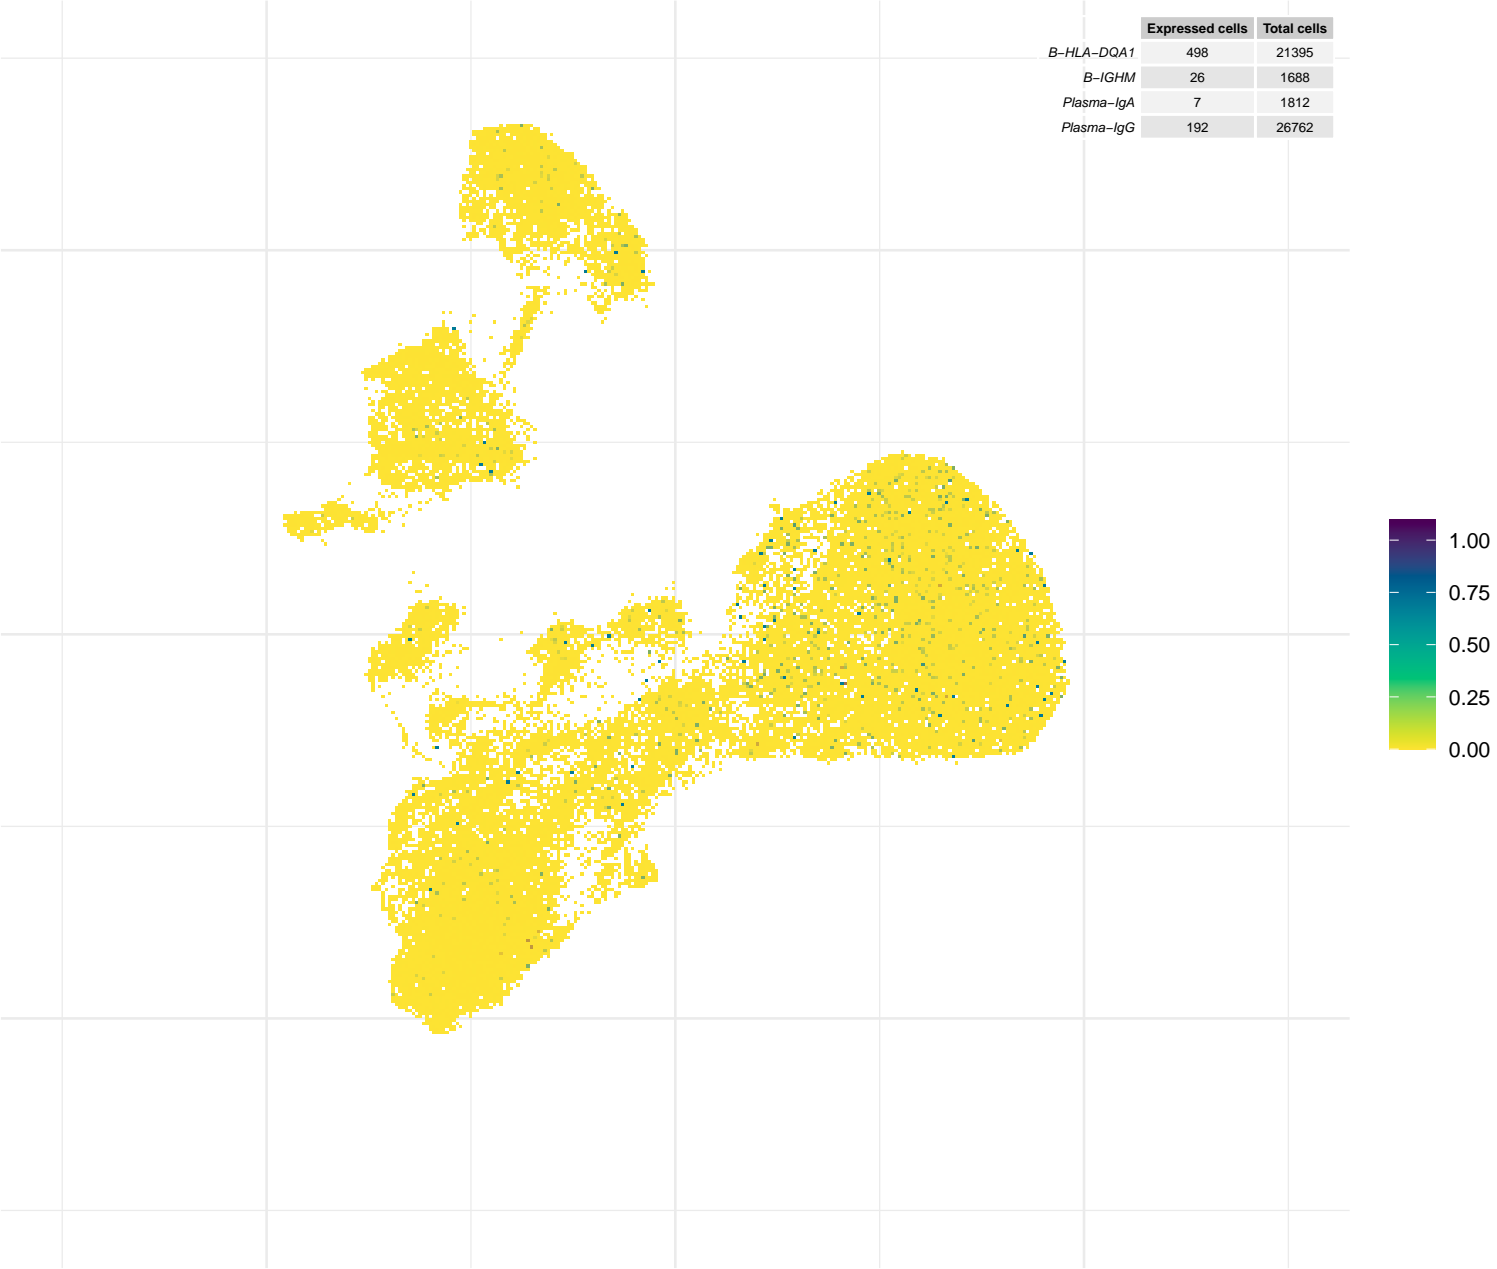 Expressed cells Total cells
B−HLA−DQA1 498 21395
B−IGHM 26 1688
Plasma−IgA 7 1812
Plasma−IgG 192 26762
1.00
0.75
0.50
0.25
0.00